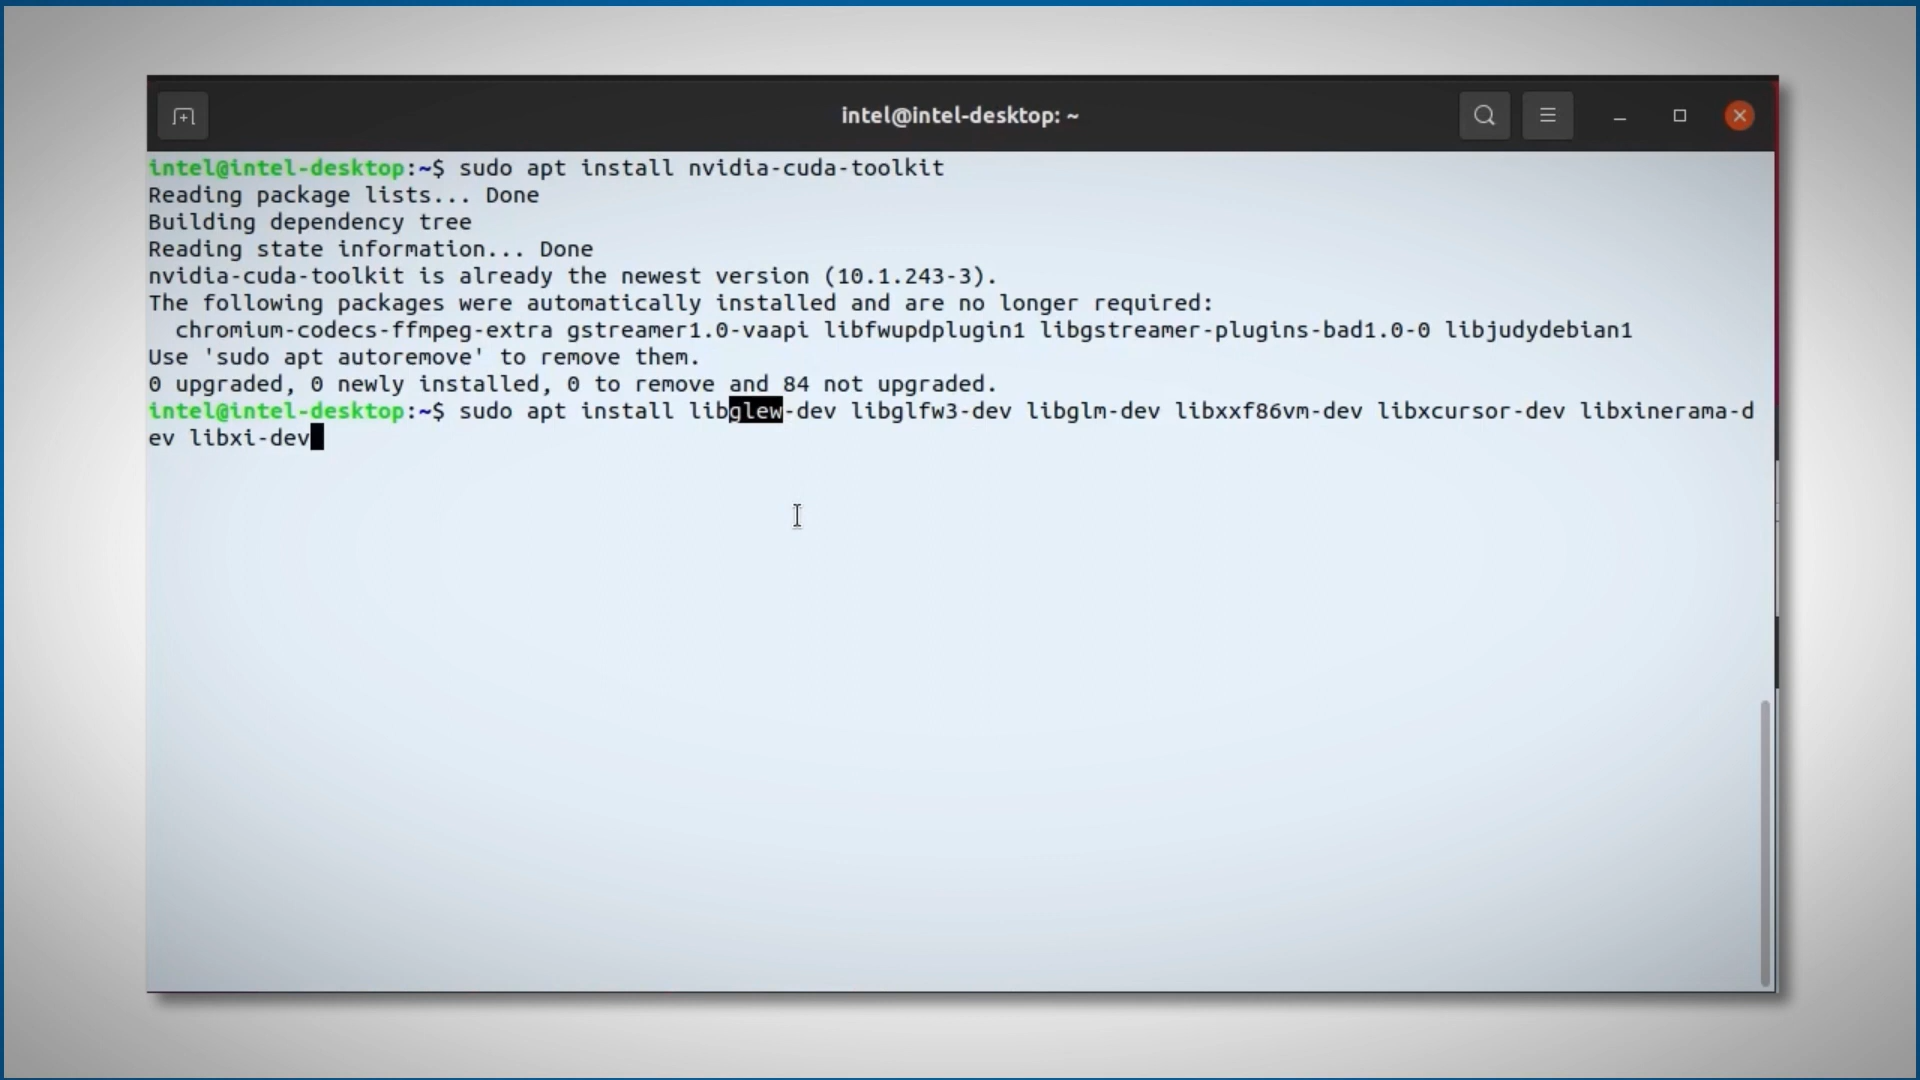 intel@intel-desktop: ~
intel@intel-desktop:~$ sudo apt install nvidia-cuda-toolkit
Reading package lists... Done
Building dependency tree
Reading state information... Done
nvidia-cuda-toolkit is already the newest version (10.1.243-3).
The following packages were automatically installed and are no longer required:
  chromium-codecs-ffmpeg-extra gstreamer1.0-vaapi libfwupdplugin1 libgstreamer-plugins-bad1.0-0 libjudydebian1
Use 'sudo apt autoremove' to remove them.
0 upgraded, 0 newly installed, 0 to remove and 84 not upgraded.
intel@intel-desktop:~$ sudo apt install libglew-dev libglfw3-dev libglm-dev libxxf86vm-dev libxcursor-dev libxinerama-d
ev libxi-dev